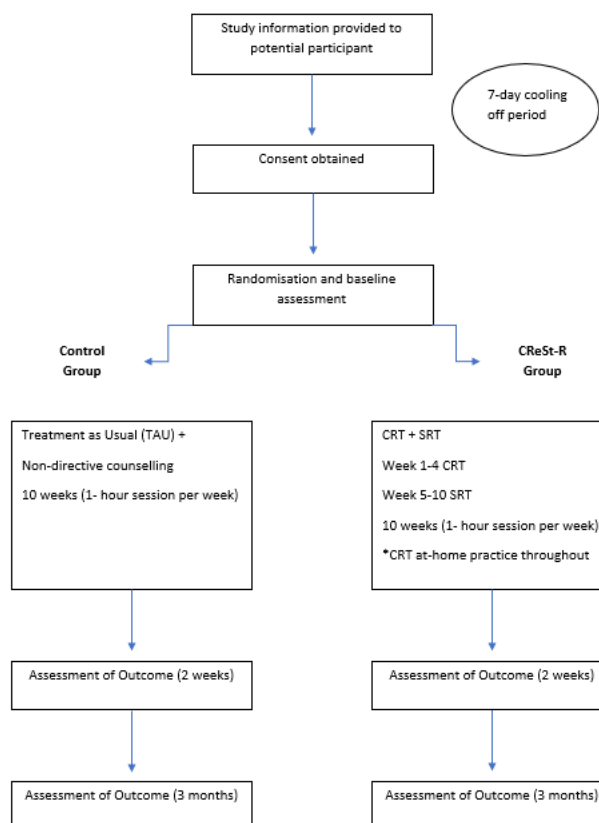 Study information provided to
potential participant
7-day cooling
off period
Consent obtained
Randomisation and baseline
assessment
Control
Group
CReSt-R
Group
Treatment as Usual (TAU) +
Non-directive counselling
10 weeks (1- hour session per week)
CRT + SRT
Week 1-4 CRT
Week 5-10 SRT
10 weeks (1- hour session per week)
*CRT at-home practice throughout
Assessment of Outcome (2 weeks)
Assessment of Outcome (2 weeks)
Assessment of Outcome (3 months)
Assessment of Outcome (3 months)